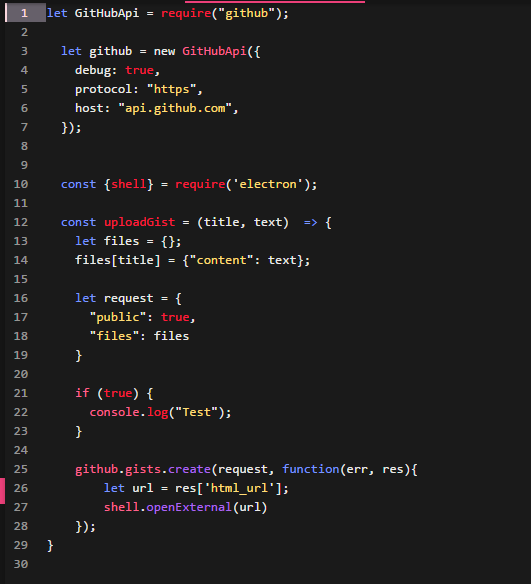 1 let GitHubApi = require("github");
2
3 let github = new GitHubApi({
4 debug: true,
5 protocol: "https",
6 host: "api.github.com",
7 });
8
9
10 const {shell} = require('electron');
11
12 const uploadGist = (title, text)  => {
13 let files = {};
14 files[title] = {"content": text};
15
16 let request = {
17 "public": true,
18 "files": files
19 }
20
21 if (true) {
22 console.log("Test");
23 }
24
25 github.gists.create(request, function(err, res){
26 let url = res['html_url'];
27 shell.openExternal(url)
28 });
29 }
30